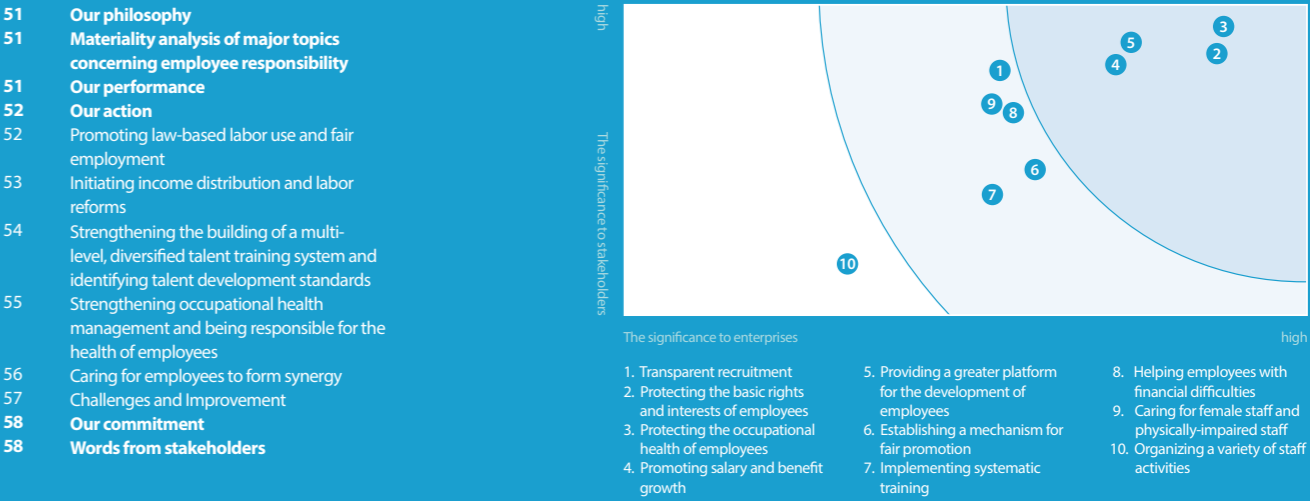 51 Our philosophy
51 Materiality analysis of major topics
concerning employee responsibility
51 Our performance
52 Our action
52 Promoting law-based labor use and fair
employment
53 Initiating income distribution and labor
reforms
54 Strengthening the building of a multi-
level, diversified talent training system and
identifying talent development standards
55 Strengthening occupational health
management and being responsible for the
health of employees
56 Caring for employees to form synergy
57 Challenges and Improvement
58 Our commitment
58 Words from stakeholders
high
The significance to stakeholders
3
5
2
4
1
9
8
6
7
10
The significance to enterprises
high
1. Transparent recruitment
2. Protecting the basic rights
and interests of employees
3. Protecting the occupational
health of employees
4. Promoting salary and benefit
growth
5. Providing a greater platform
for the development of
employees
6. Establishing a mechanism for
fair promotion
7. Implementing systematic
training
8. Helping employees with
financial difficulties
9. Caring for female staff and
physically-impaired staff
10. Organizing a variety of staff
activities